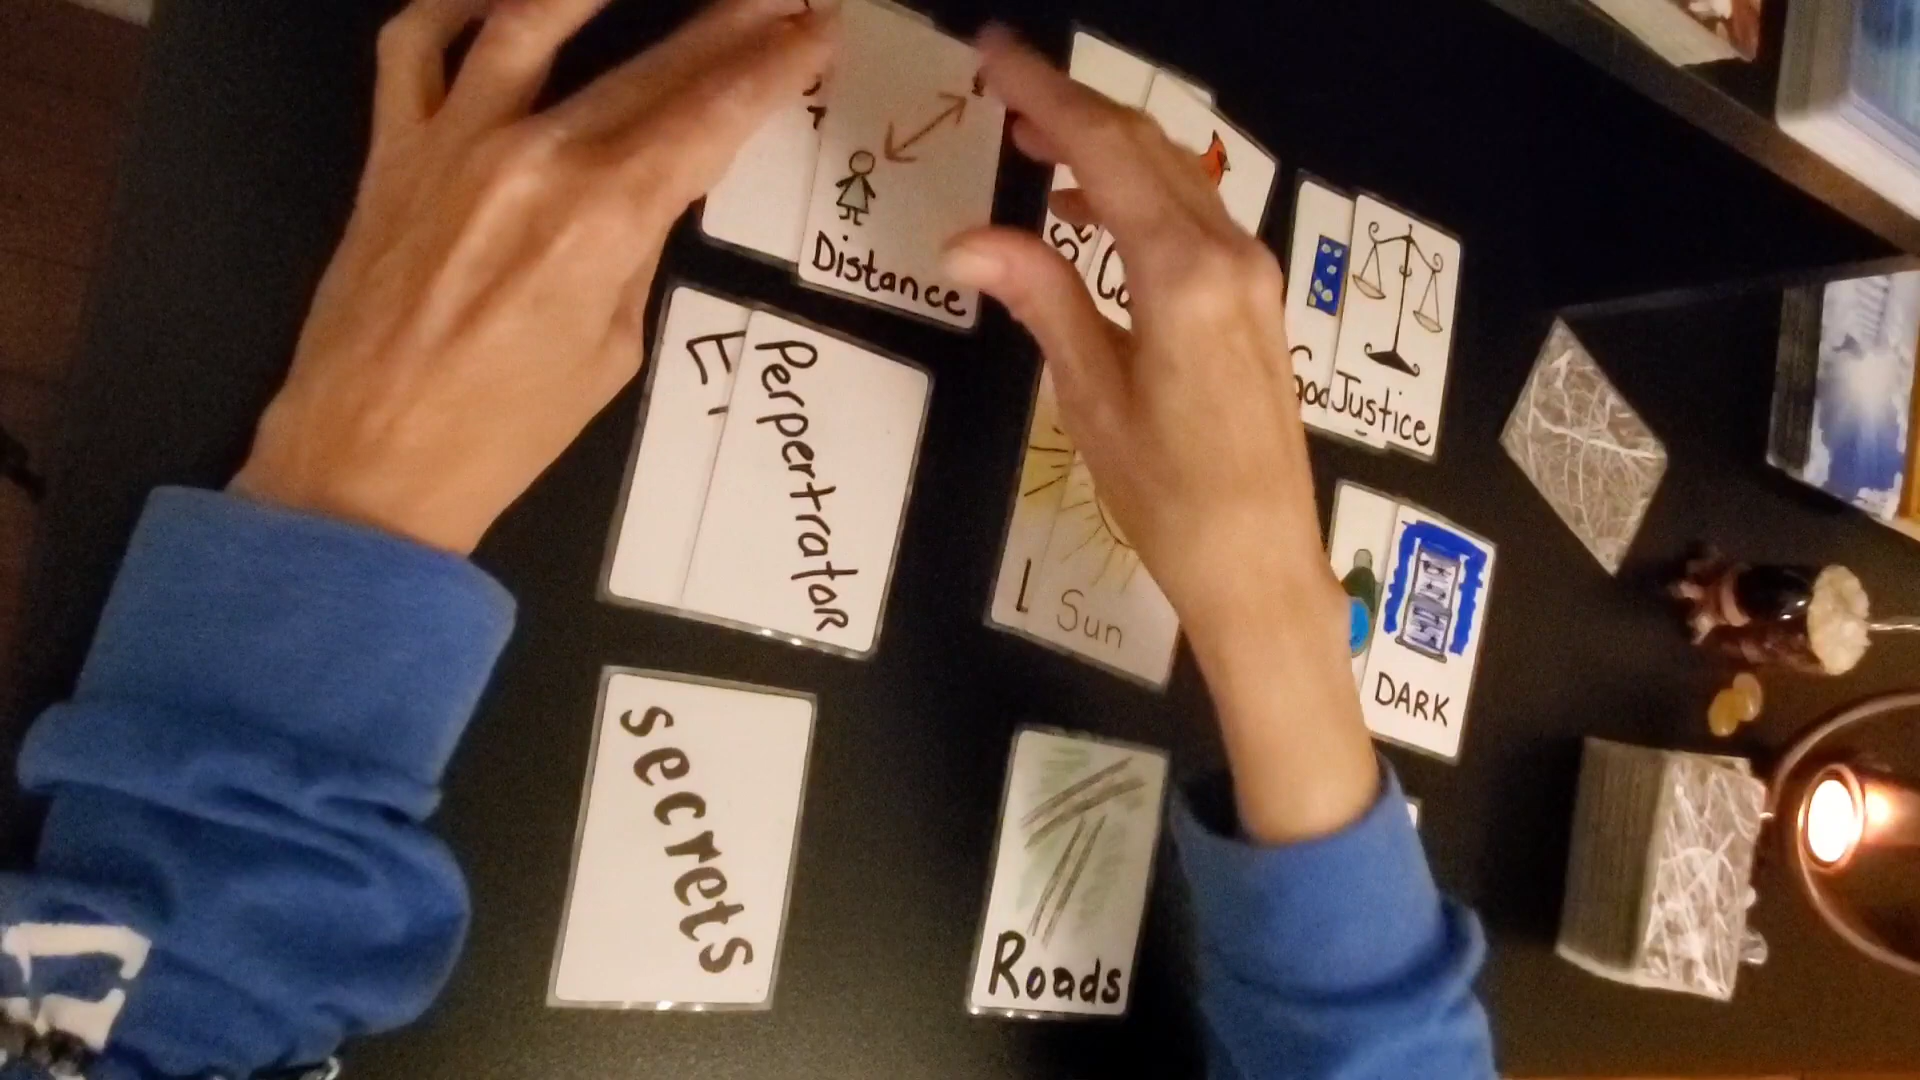 Distance
Justice
Perpertrator
Sun
DARK
secrets
Roads